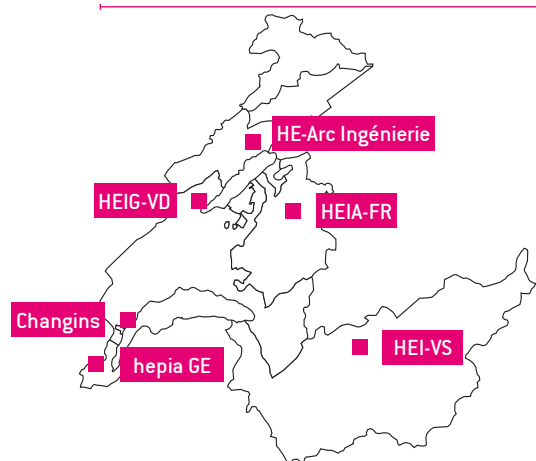 HE-Arc Ingénierie
HEIG-VD
HEIA-FR
Changins
HEI-VS
hepia GE